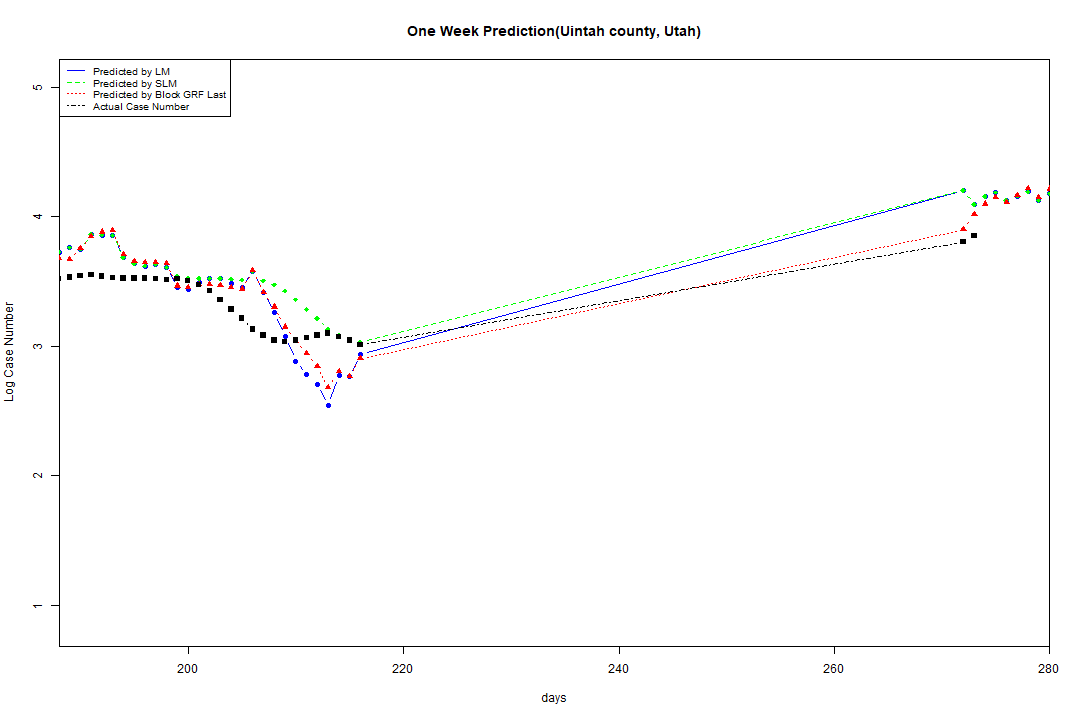 One Week Prediction(Uintah county, Utah)
Predicted by LM
Predicted by SLM
Predicted by Block GRF Last
Actual Case Number
5
4
3
2
1
Log Case Number
200 220 240 260 280
days